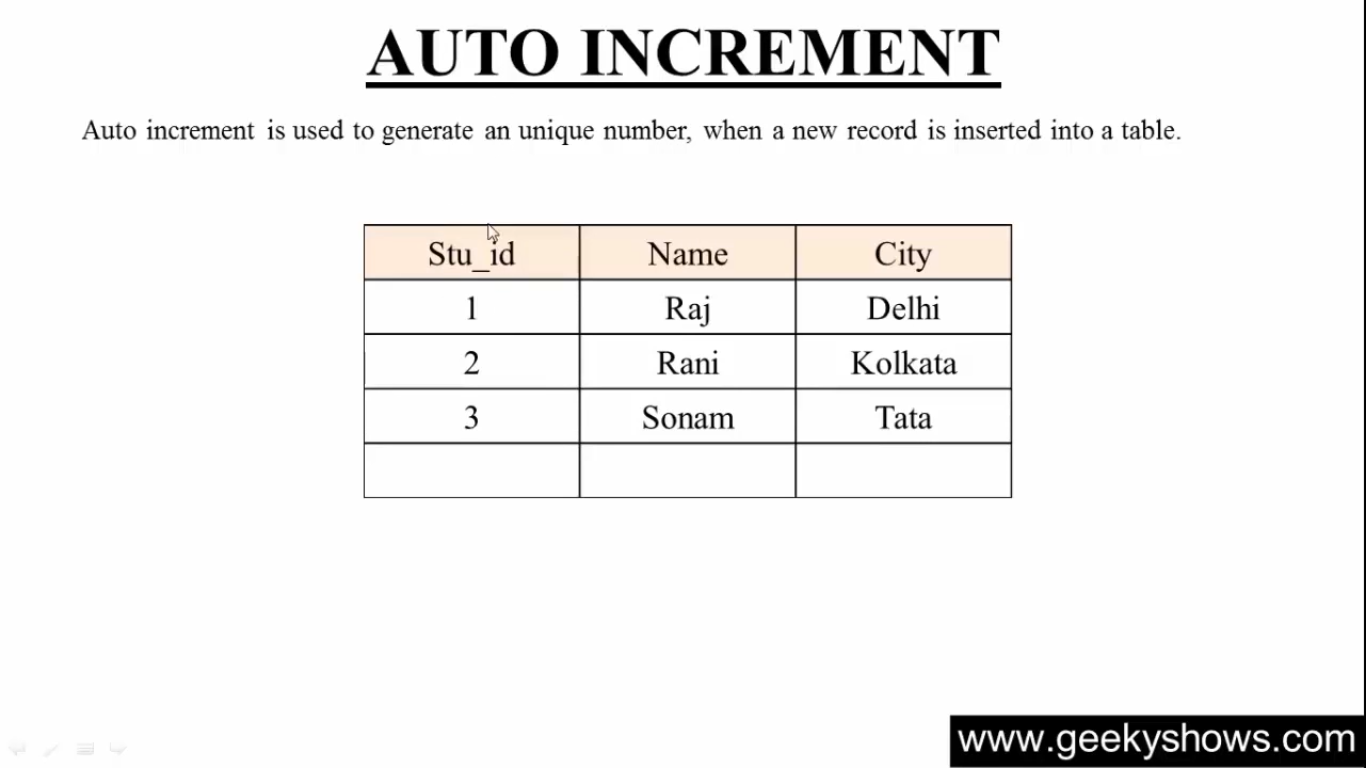 AUTO INCREMENT
Auto increment is used to generate an unique number, when a new record is inserted into a table.
Stu_id Name City
1 Raj Delhi
2 Rani Kolkata
3 Sonam Tata
www.geekyshows.com